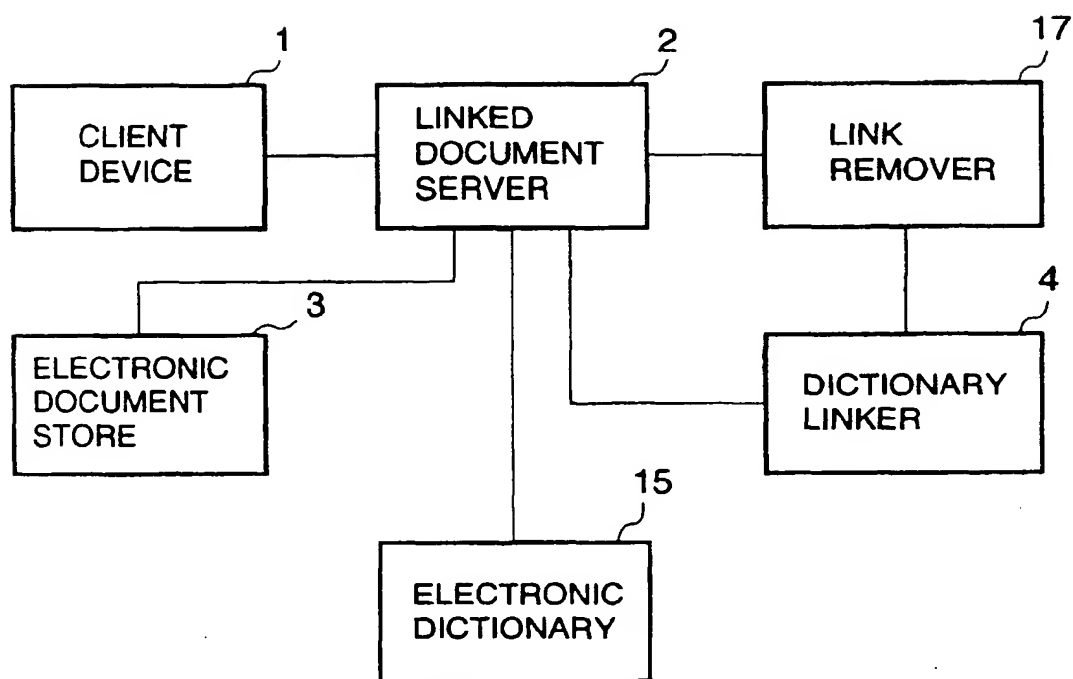 1
2
17
CLIENT
DEVICE
LINKED
DOCUMENT
SERVER
LINK
REMOVER
3
4
ELECTRONIC
DOCUMENT
STORE
DICTIONARY
LINKER
15
ELECTRONIC
DICTIONARY